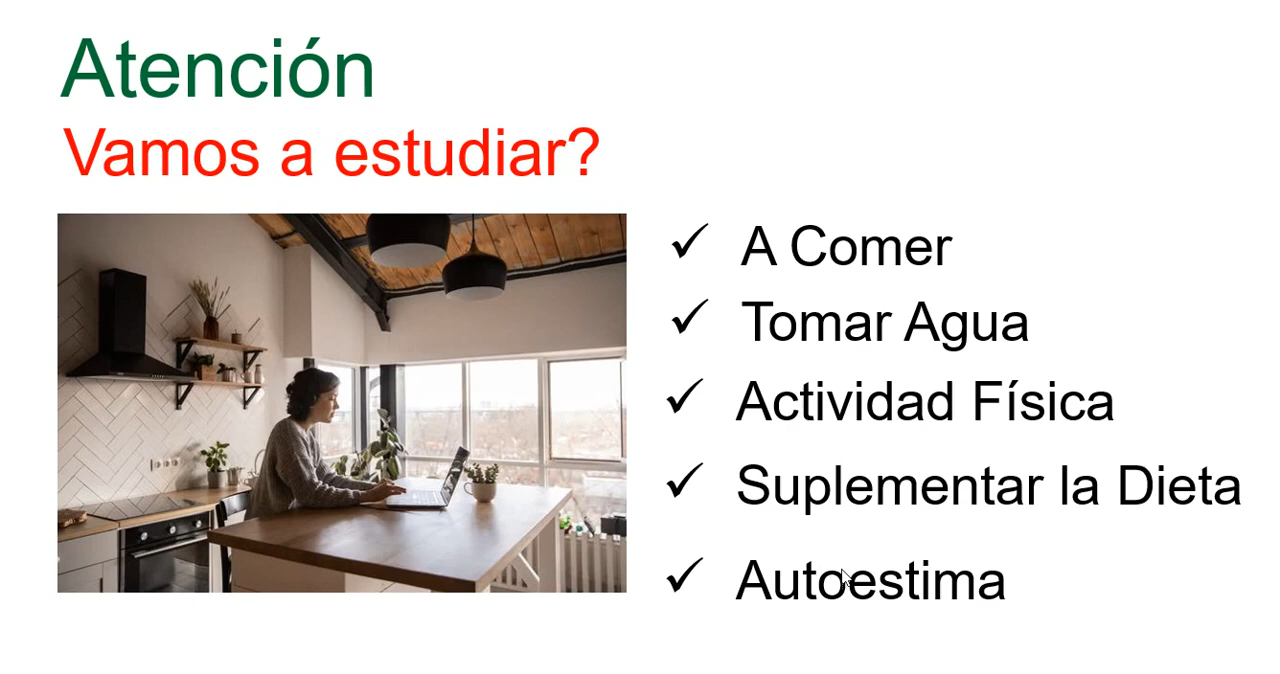 Atención
Vamos a estudiar?
✓ A Comer
✓ Tomar Agua
✓ Actividad Física
✓ Suplementar la Dieta
✓ Autoestima